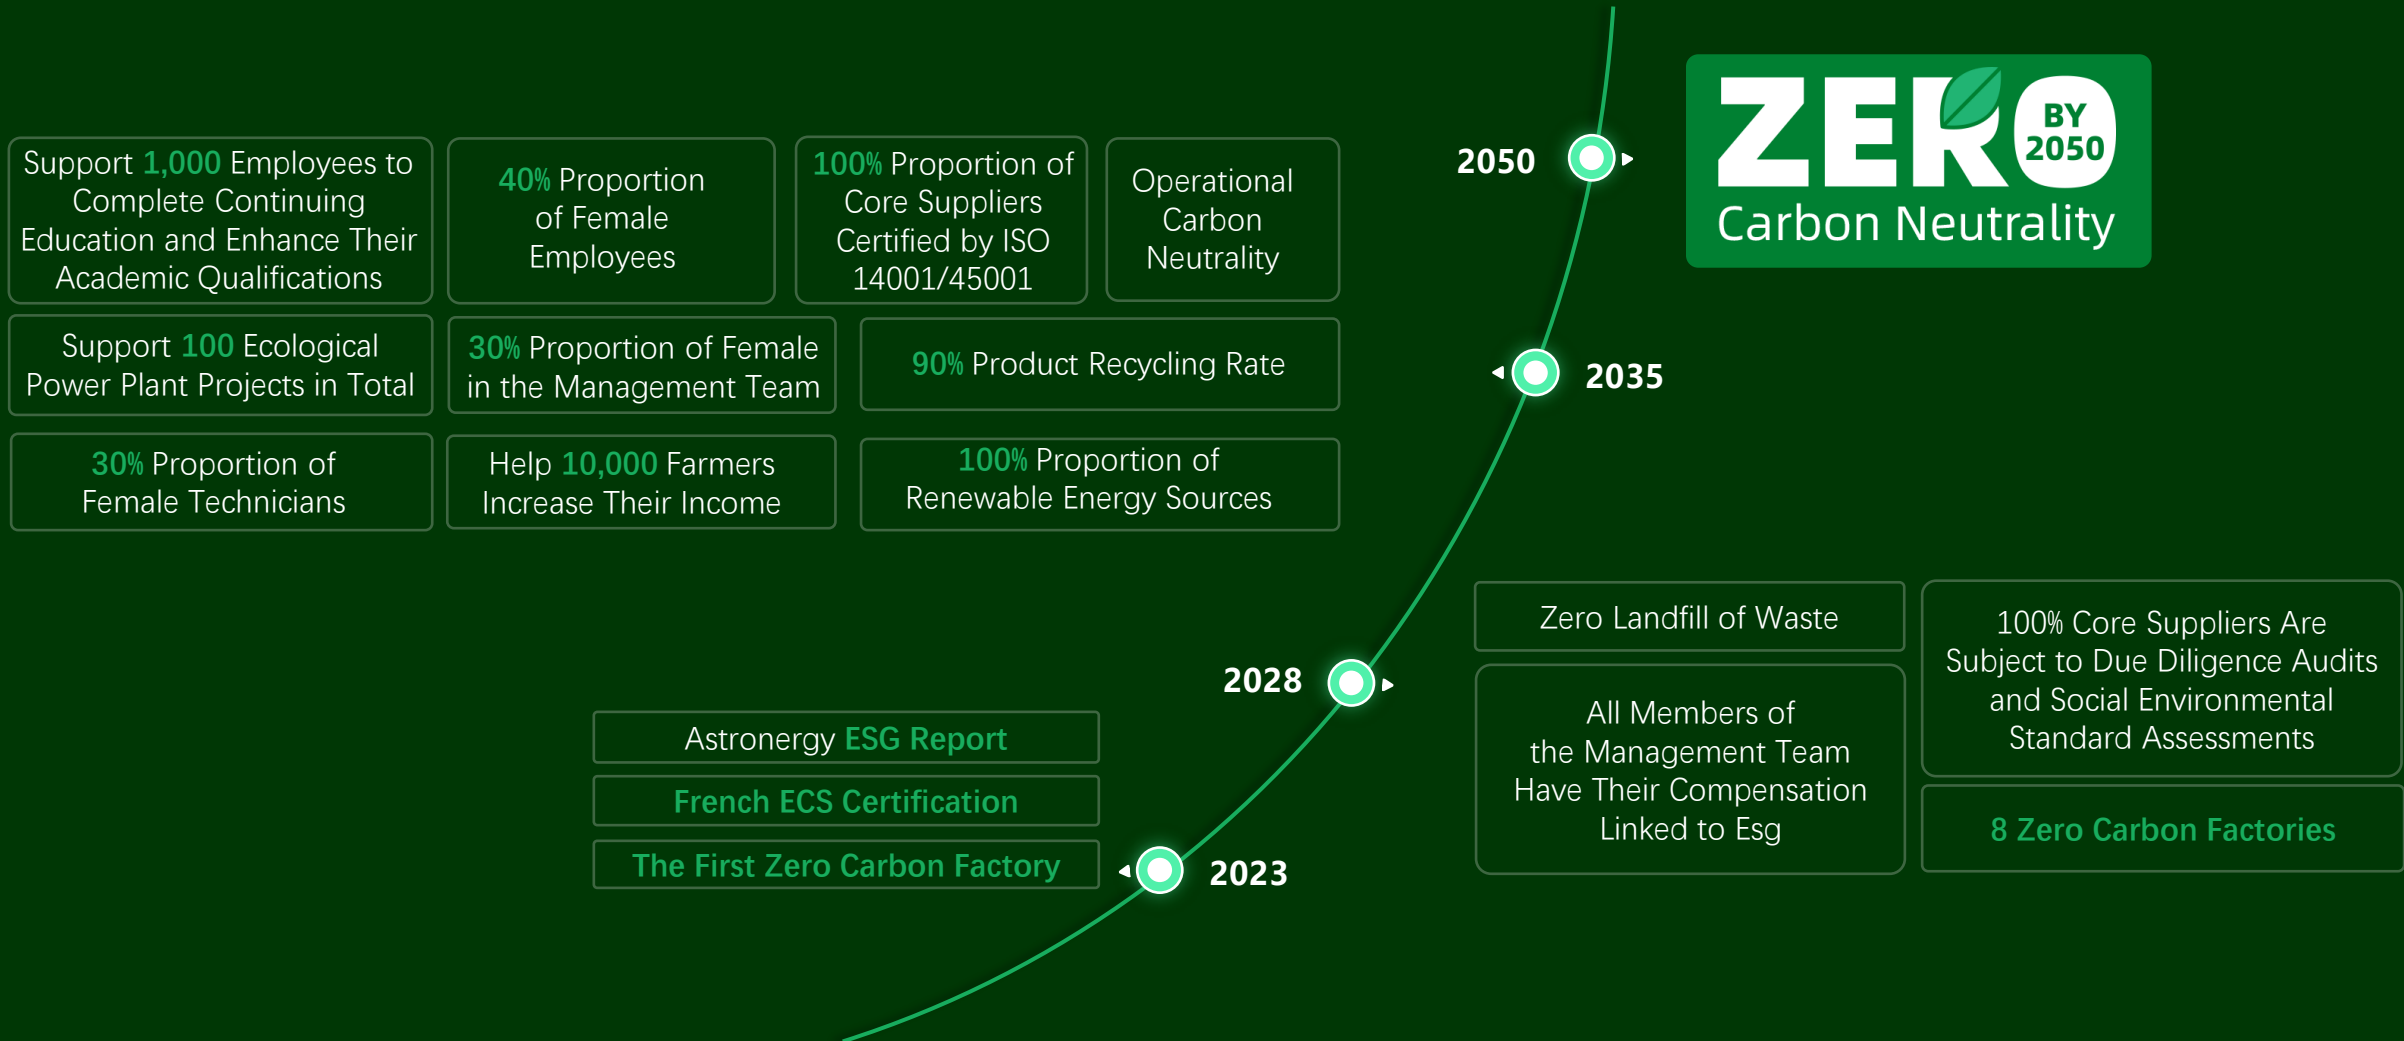 ZERO
BY
2050
Carbon Neutrality
2050
Support 1,000 Employees to
Complete Continuing
Education and Enhance Their
Academic Qualifications
40% Proportion
of Female
Employees
100% Proportion of
Core Suppliers
Certified by ISO
14001/45001
Operational
Carbon
Neutrality
Support 100 Ecological
Power Plant Projects in Total
30% Proportion of Female
in the Management Team
90% Product Recycling Rate
2035
30% Proportion of
Female Technicians
Help 10,000 Farmers
Increase Their Income
100% Proportion of
Renewable Energy Sources
2028
Zero Landfill of Waste
All Members of
the Management Team
Have Their Compensation
Linked to Esg
100% Core Suppliers Are
Subject to Due Diligence Audits
and Social Environmental
Standard Assessments
8 Zero Carbon Factories
Astronergy ESG Report
French ECS Certification
The First Zero Carbon Factory
2023